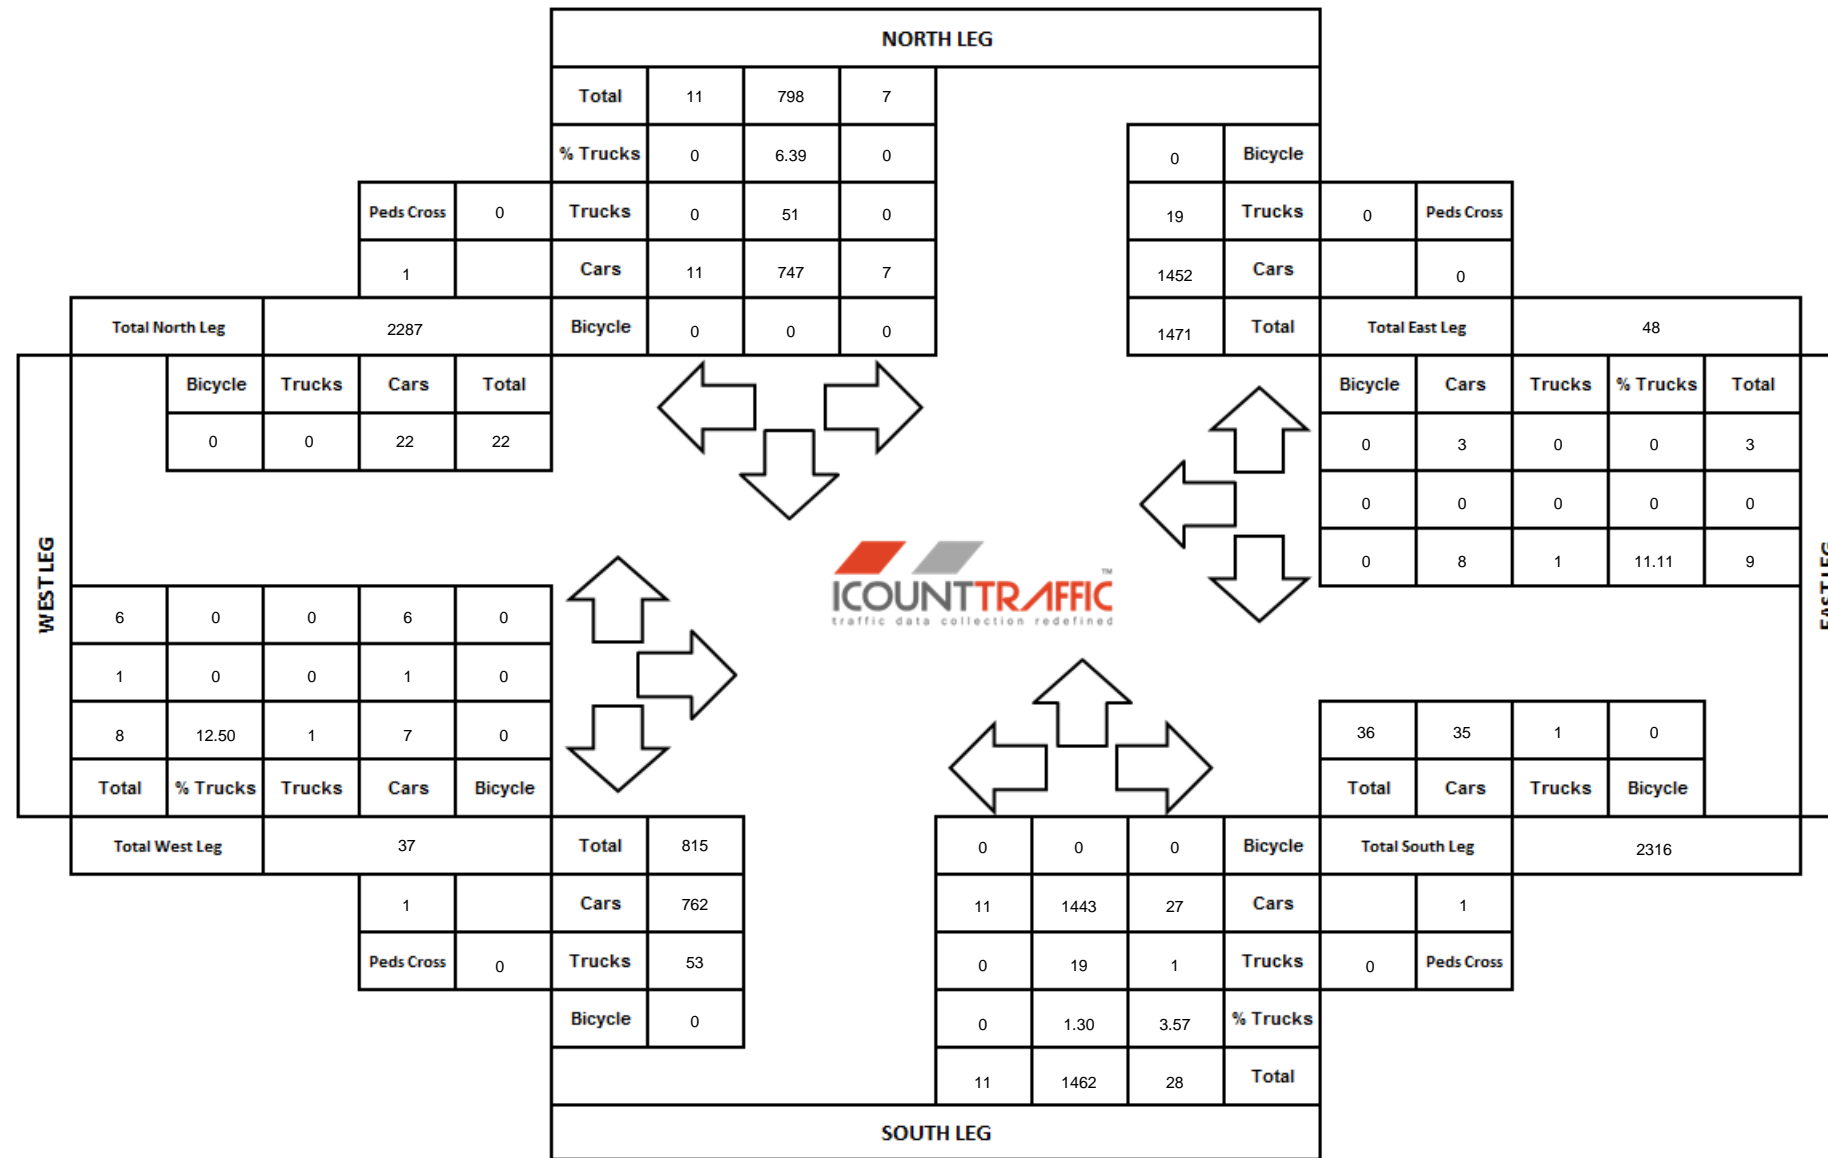 NORTH LEG
Total 11 798 7
% Trucks 0 6.39 0 0 Bicycle
Peds Cross 0 Trucks 0 51 0 19 Trucks 0 Peds Cross
1 Cars 11 747 7 1452 Cars 0
Total North Leg 2287 Bicycle 0 0 0 1471 Total Total East Leg 48
Bicycle Trucks Cars Total Bicycle Cars Trucks % Trucks Total
0 0 22 22 0 3 0 0 3
0 0 0 0 0
WEST LEG
EAST LEG
0 8 1 11.11 9
ICOUNTTRAFFIC™
traffic data collection redefined
6 0 0 6 0
1 0 0 1 0
8 12.50 1 7 0 36 35 1 0
Total % Trucks Trucks Cars Bicycle Total Cars Trucks Bicycle
Total West Leg 37 Total 815 0 0 0 Bicycle Total South Leg 2316
1 Cars 762 11 1443 27 Cars 1
Peds Cross 0 Trucks 53 0 19 1 Trucks 0 Peds Cross
Bicycle 0 0 1.30 3.57 % Trucks
11 1462 28 Total
SOUTH LEG